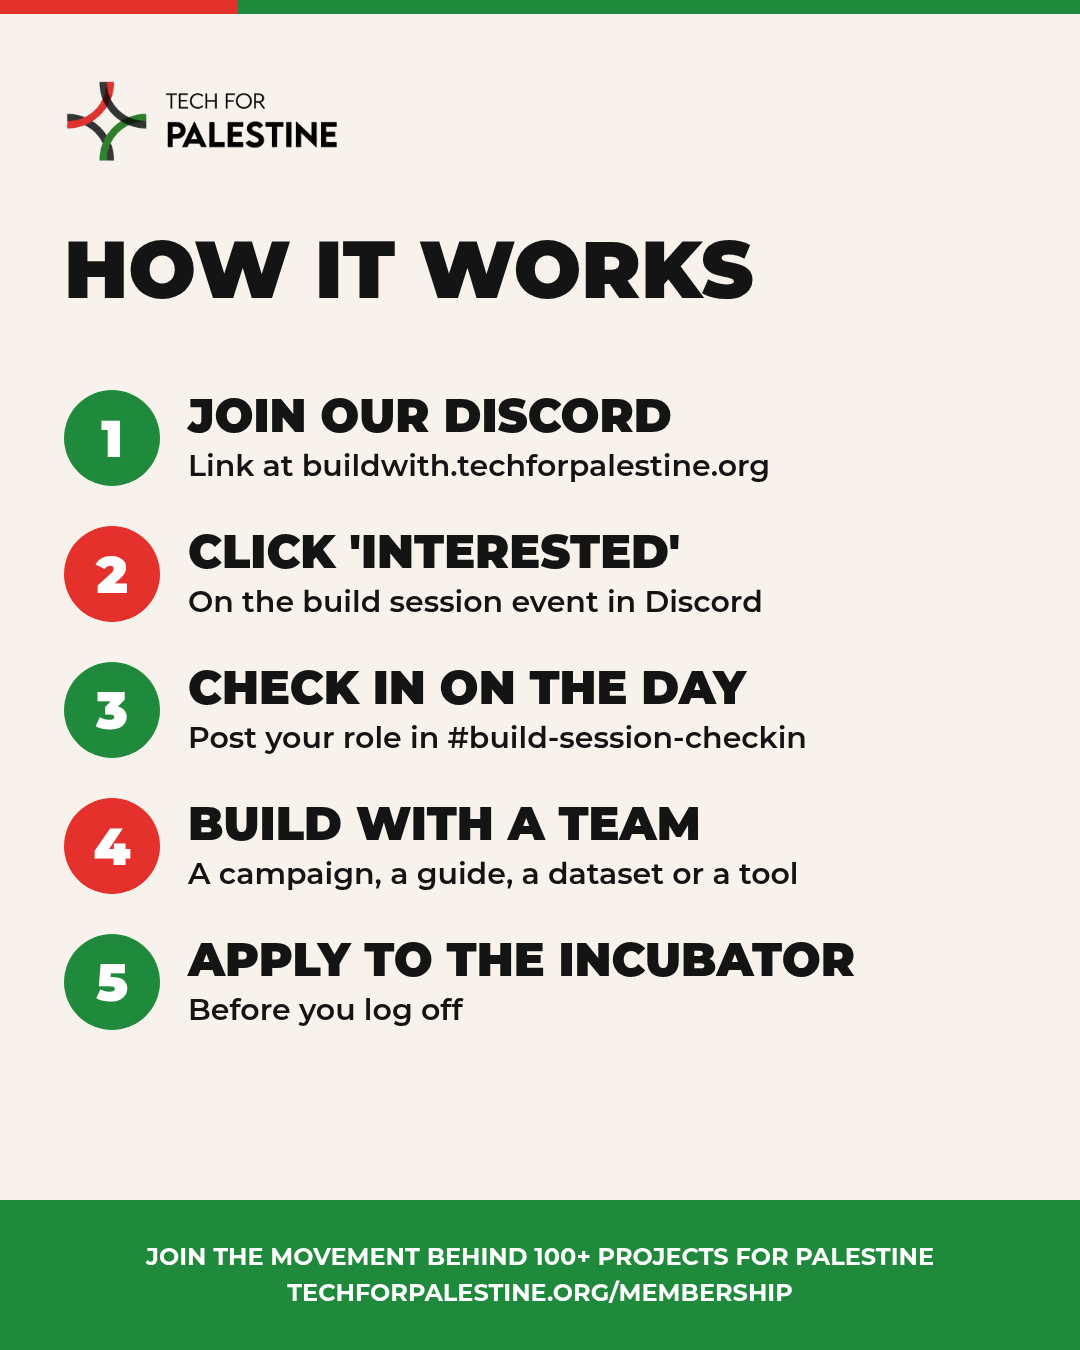 TECH FOR
PALESTINE
HOW IT WORKS
1
JOIN OUR DISCORD
Link at buildwith.techforpalestine.org
2
CLICK 'INTERESTED'
On the build session event in Discord
3
CHECK IN ON THE DAY
Post your role in #build-session-checkin
4
BUILD WITH A TEAM
A campaign, a guide, a dataset or a tool
5
APPLY TO THE INCUBATOR
Before you log off
JOIN THE MOVEMENT BEHIND 100+ PROJECTS FOR PALESTINE
TECHFORPALESTINE.ORG/MEMBERSHIP